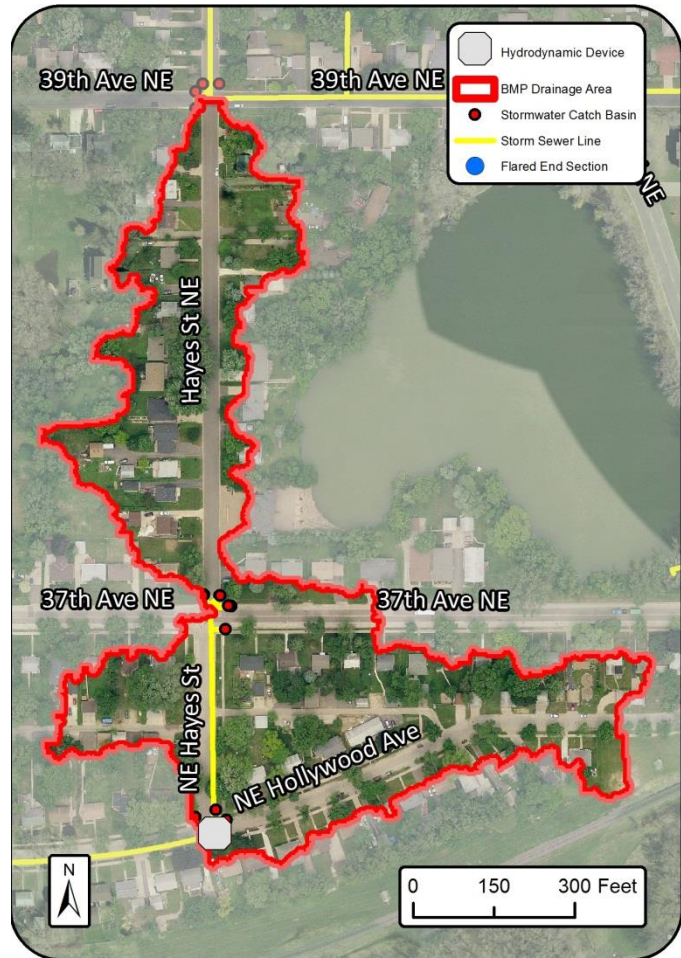 39th Ave NE
39th Ave NE
Hydrodynamic Device
BMP Drainage Area
Stormwater Catch Basin
Storm Sewer Line
Flared End Section
NE
Hayes St NE
37th Ave NE
37th Ave NE
NE Hayes St
NE Hollywood Ave
N
0 150 300 Feet